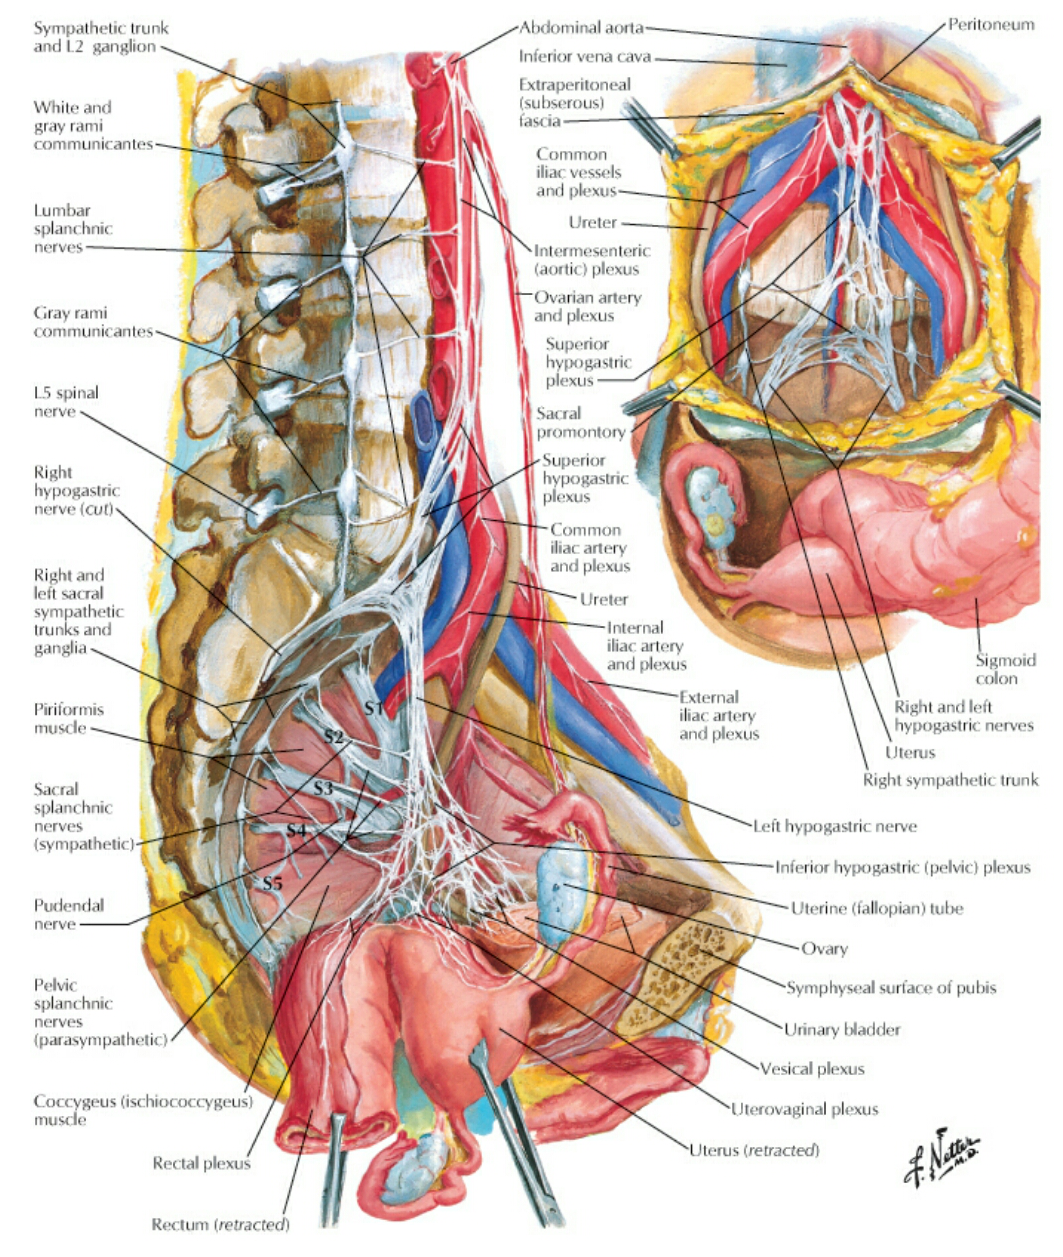 Sympathetic trunk
and L2 ganglion
White and
gray rami
communicantes
Lumbar
splanchnic
nerves
Gray rami
communicantes
L5 spinal
nerve
Right
hypogastric
nerve (cut)
Right and
left sacral
sympathetic
trunks and
ganglia
Piriformis
muscle
Sacral
splanchnic
nerves
(sympathetic)
Pudendal
nerve
Pelvic
splanchnic
nerves
(parasympathetic)
Coccygeus (ischiococcygeus)
muscle
Rectal plexus
Rectum (retracted)
S1
S2
S3
S4
S5
Abdominal aorta
Inferior vena cava
Extraperitoneal
(subserous)
fascia
Common
iliac vessels
and plexus
Ureter
Intermesenteric
(aortic) plexus
Ovarian artery
and plexus
Superior
hypogastric
plexus
Sacral
promontory
Superior
hypogastric
plexus
Common
iliac artery
and plexus
Ureter
Internal
iliac artery
and plexus
External
iliac artery
and plexus
Peritoneum
Sigmoid
colon
Right and left
hypogastric nerves
Uterus
Right sympathetic trunk
Left hypogastric nerve
Inferior hypogastric (pelvic) plexus
Uterine (fallopian) tube
Ovary
Symphyseal surface of pubis
Urinary bladder
Vesical plexus
Uterovaginal plexus
Uterus (retracted)
F. Netter
M.D.